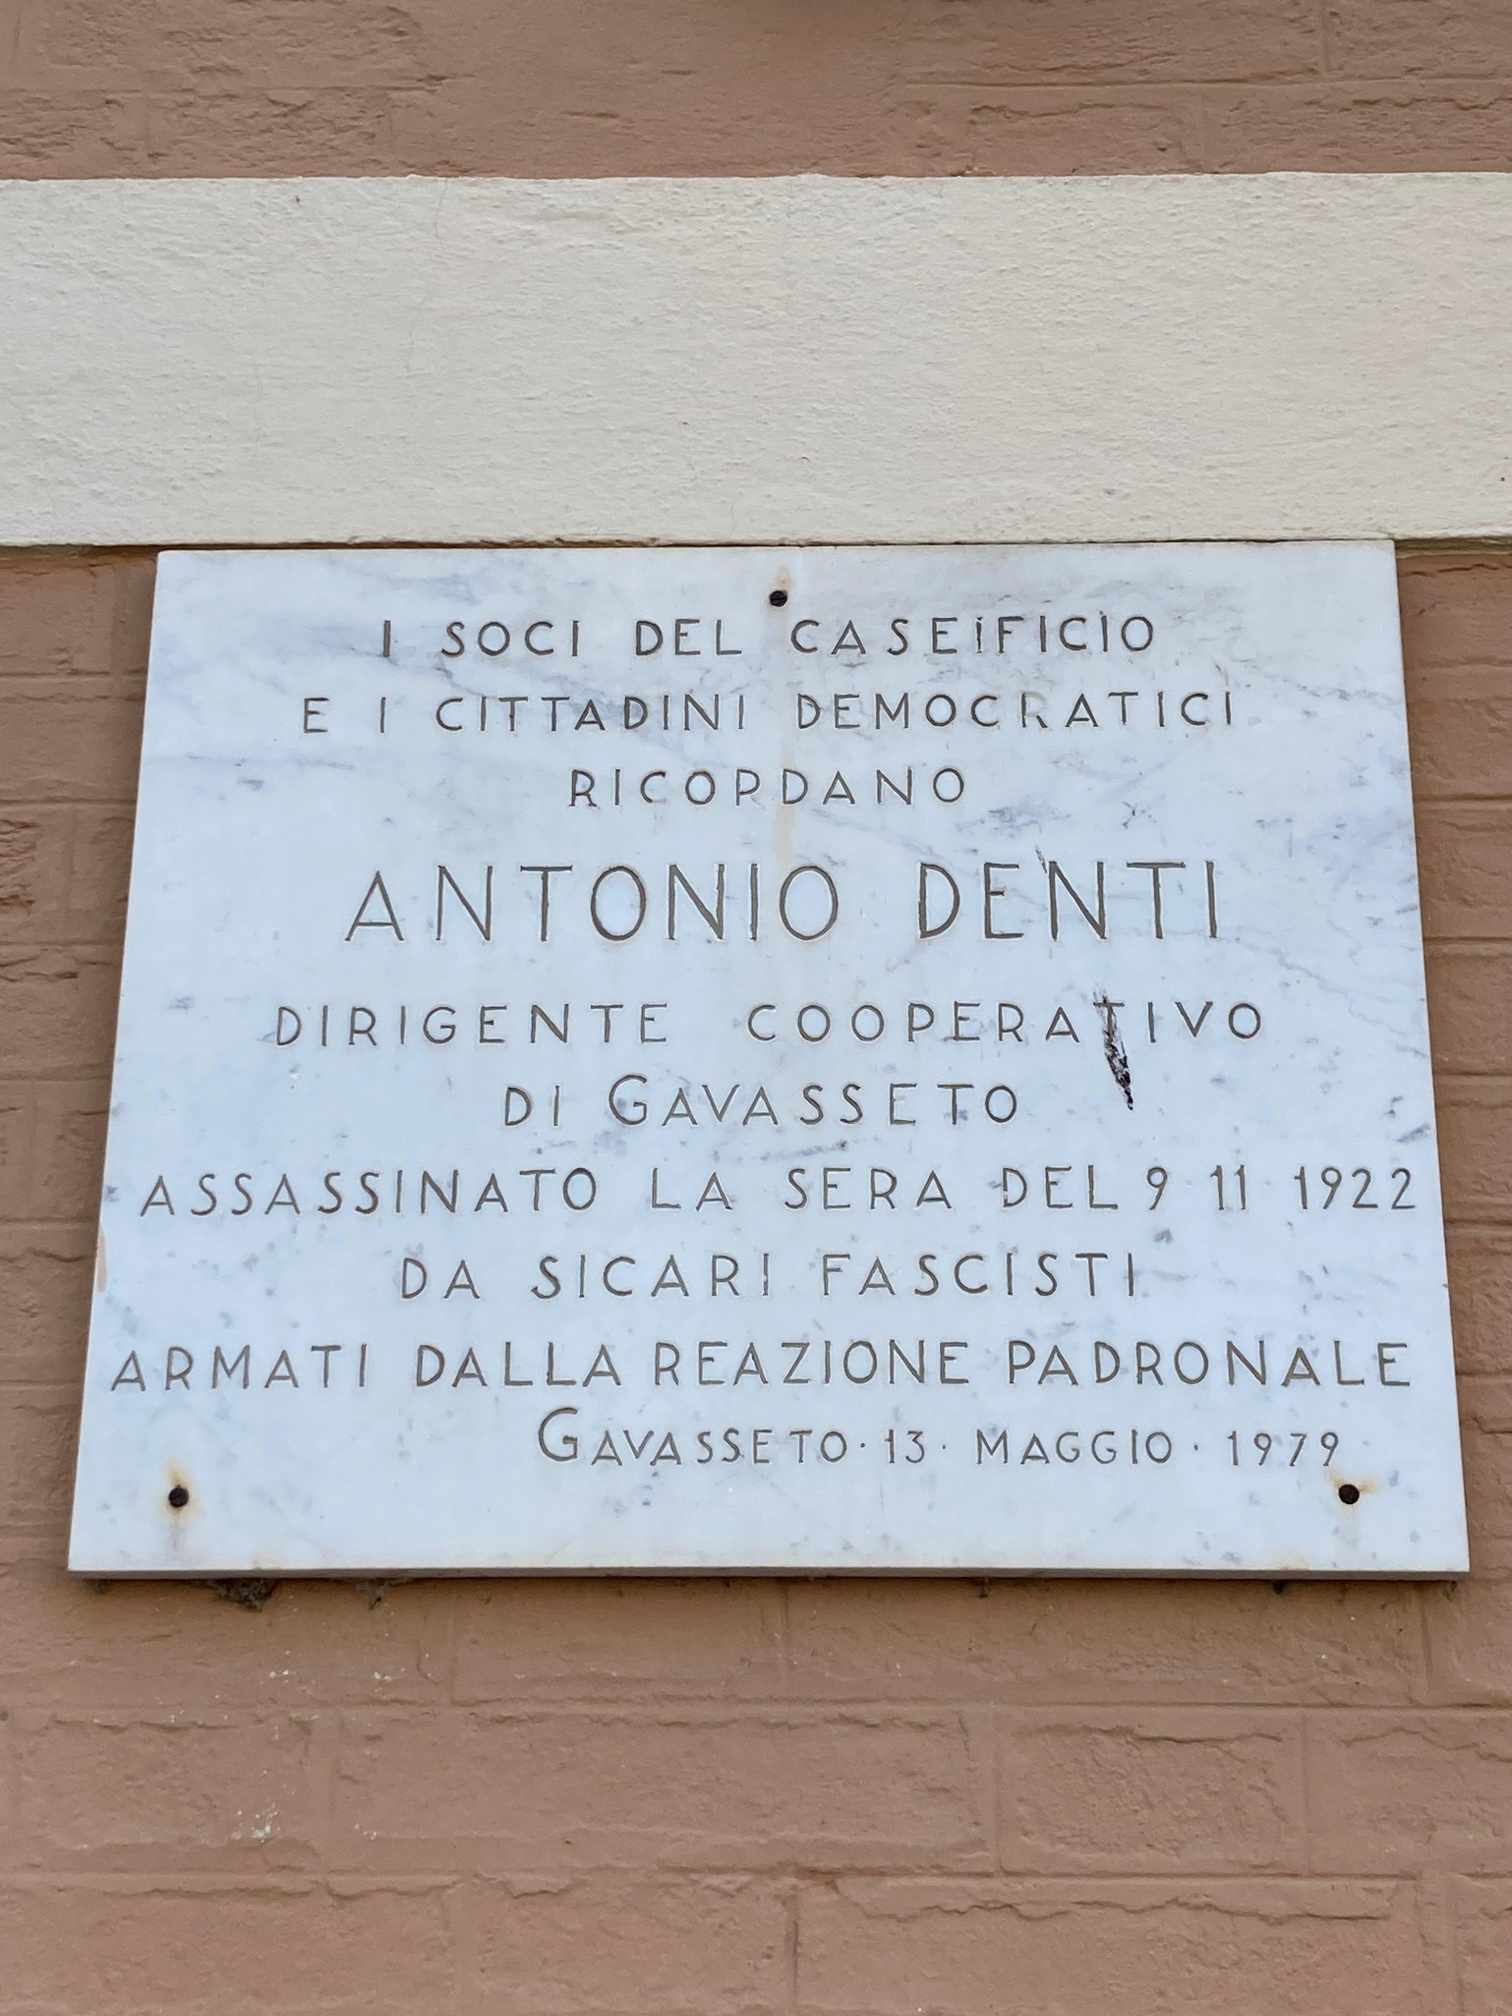 I SOCI DEL CASEIFICIO
E I CITTADINI DEMOCRATICI
RICORDANO
ANTONIO DENTI
DIRIGENTE COOPERATIVO
DI GAVASSETO
ASSASSINATO LA SERA DEL 9 11 1922
DA SICARI FASCISTI
ARMATI DALLA REAZIONE PADRONALE
GAVASSETO · 13 · MAGGIO · 1979